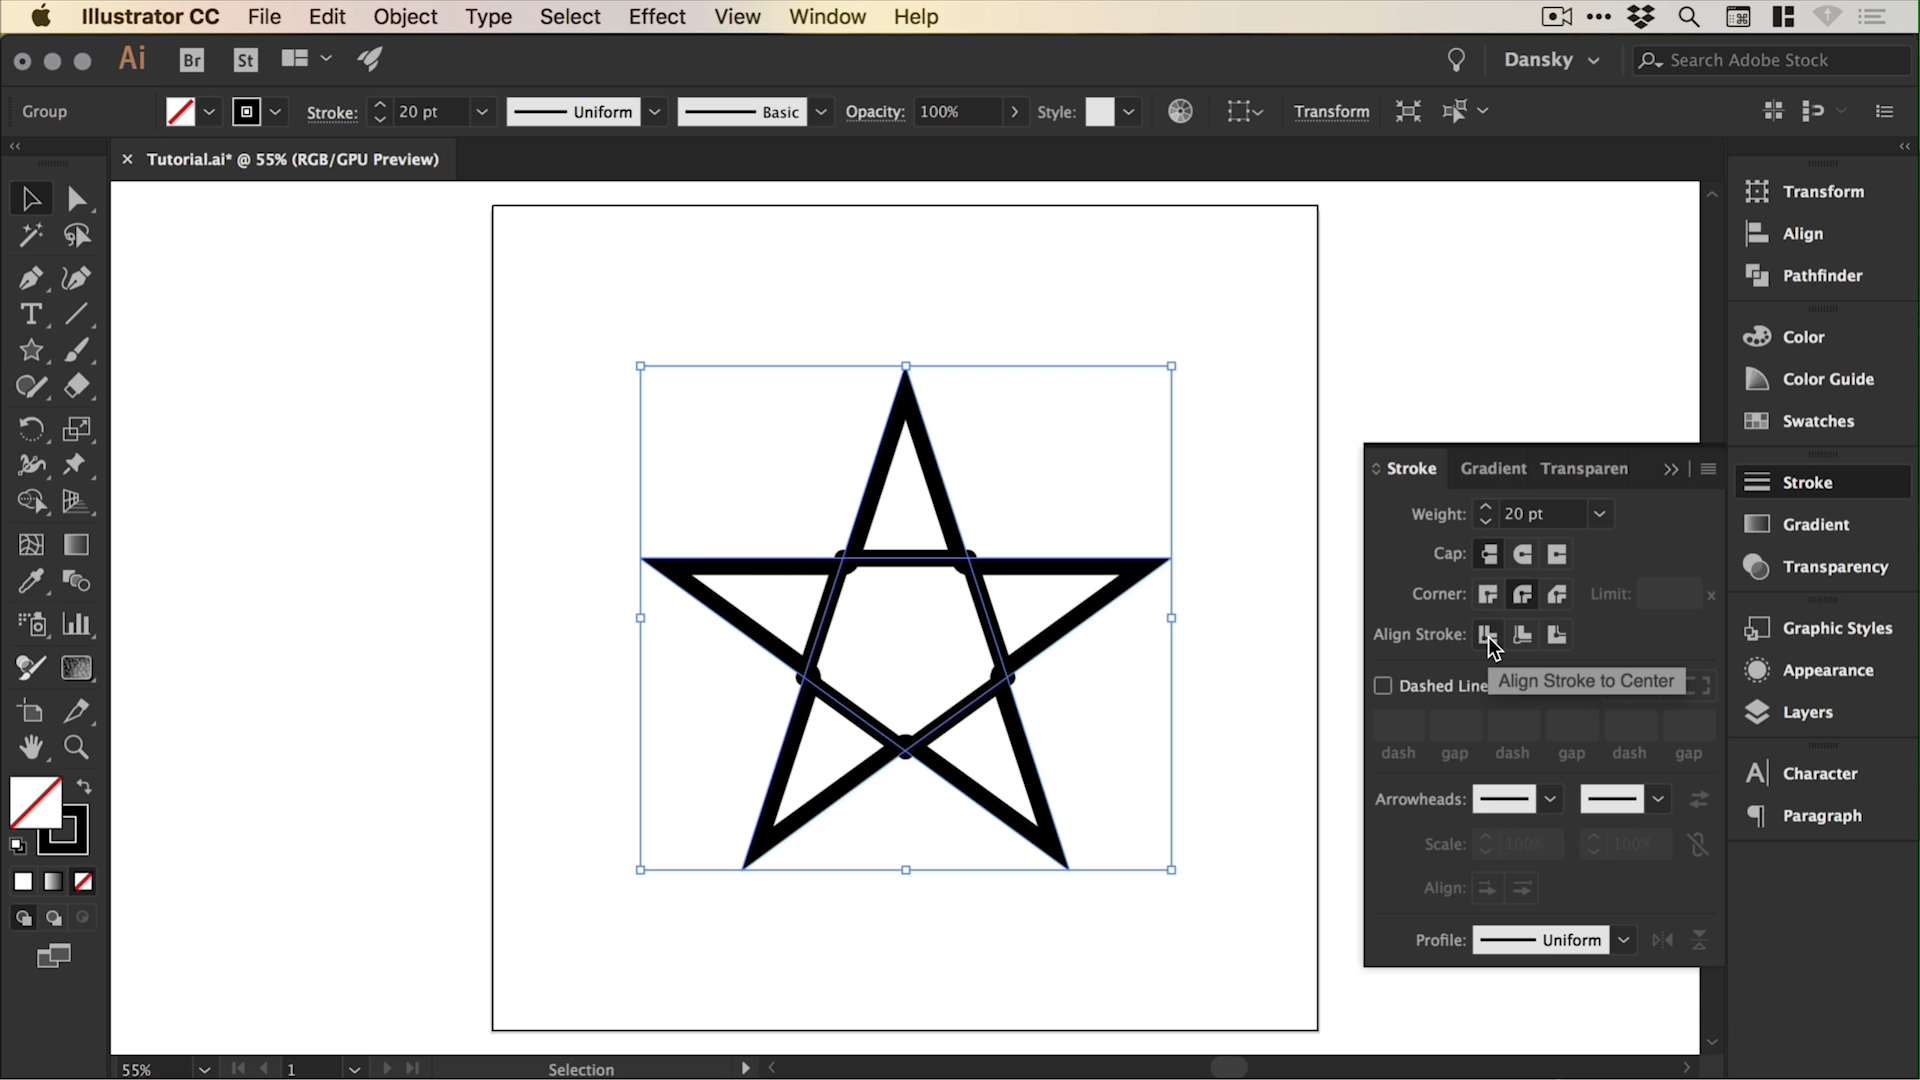 Illustrator CC File Edit Object Type Select Effect View Window Help
Ai Br St Dansky Search Adobe Stock
Group Stroke: 20 pt Uniform Basic Opacity: 100% Style: Transform
× Tutorial.ai* @ 55% (RGB/GPU Preview)
Transform
Align
Pathfinder
Color
Color Guide
Swatches
Stroke Gradient Transparen
Weight: 20 pt
Cap:
Corner: Limit: x
Align Stroke:
Dashed Line
Align Stroke to Center
dash gap dash gap dash gap
Arrowheads:
Scale: 100% 100%
Align:
Profile: Uniform
Stroke
Gradient
Transparency
Graphic Styles
Appearance
Layers
Character
Paragraph
55% 1 Selection